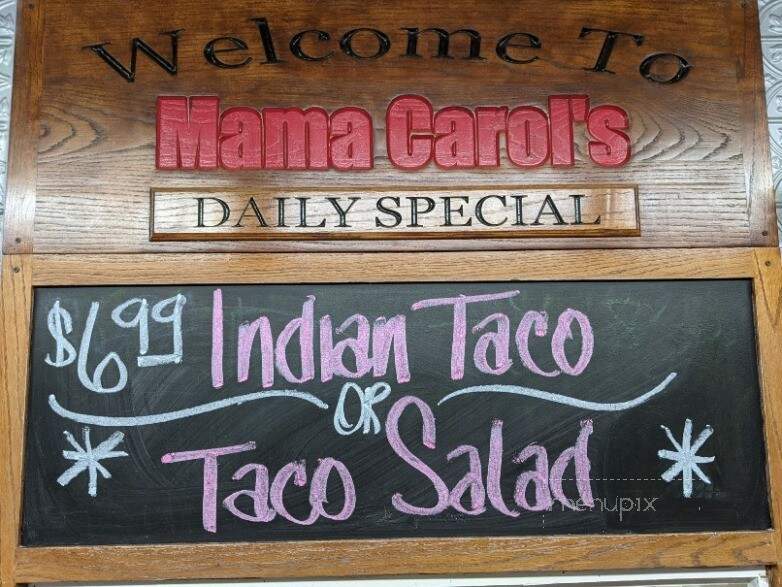 Welcome To
Mama Carol's
DAILY SPECIAL
$6.99 Indian Taco
OR
Taco Salad
menupix